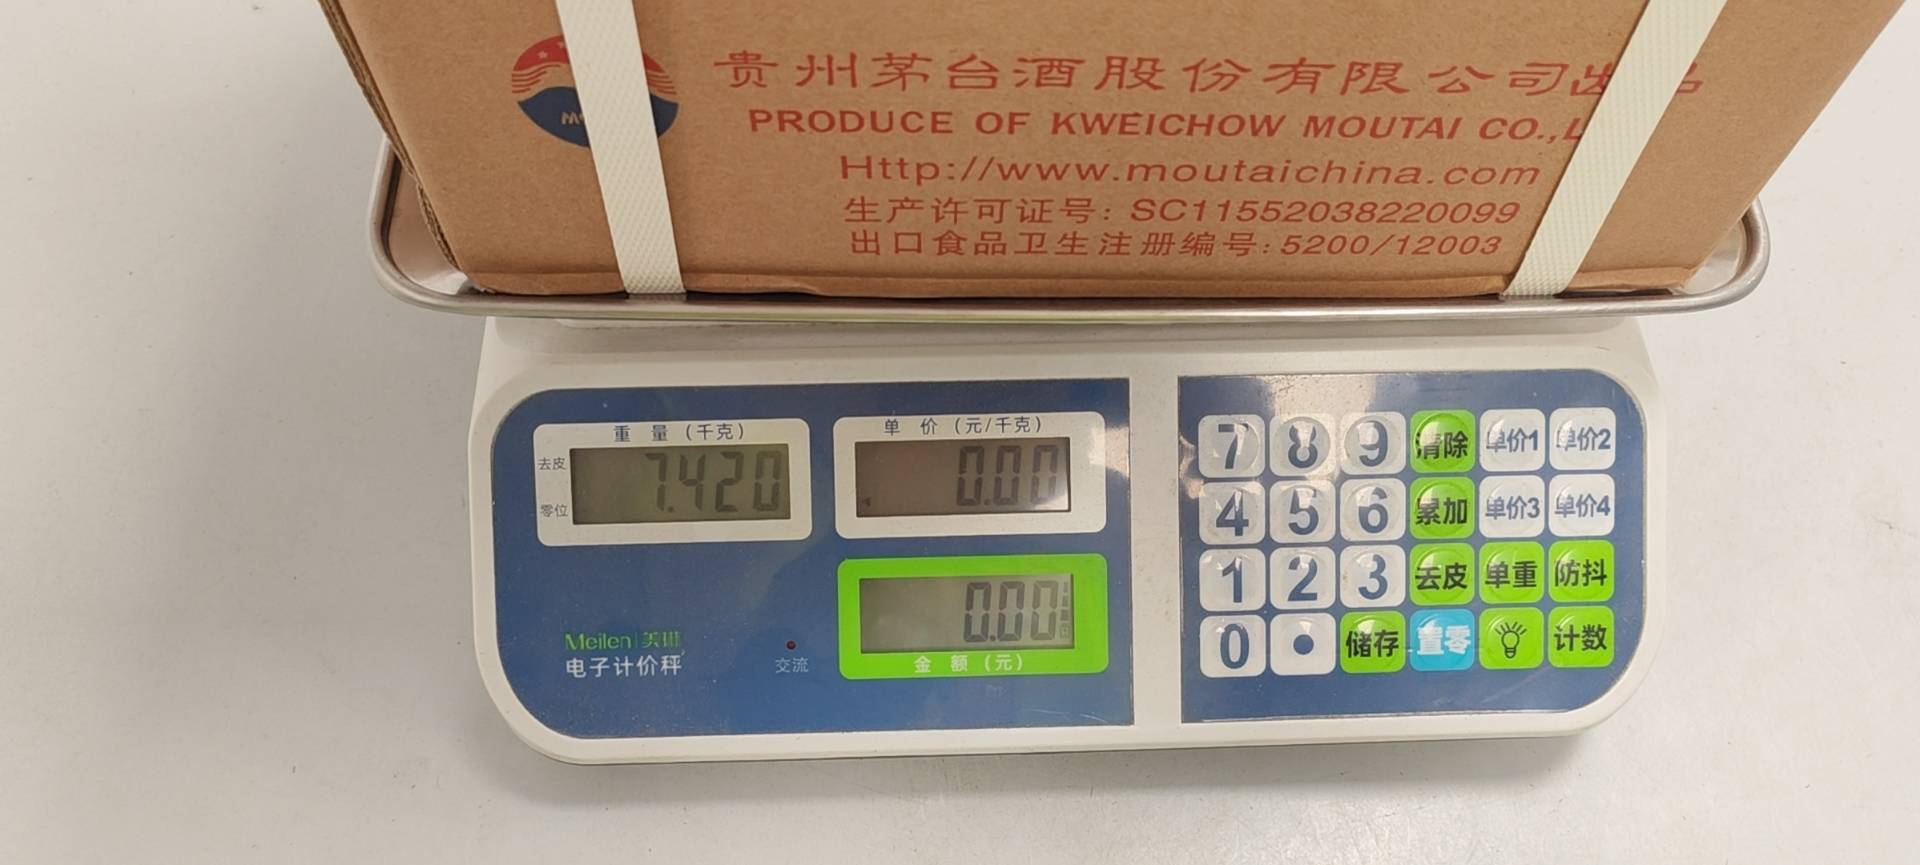 贵州茅台酒股份有限公司出品
PRODUCE OF KWEICHOW MOUTAI CO.,L
Http://www.moutaichina.com
生产许可证号: SC11552038220099
出口食品卫生注册编号: 5200/12003
重 量 (千克)
去皮
零位
7.420
单 价 (元/千克)
0.00
0.00
金 额 (元)
Meilen 美琳
电子计价秤
交流
7 8 9 清除 单价1 单价2
4 5 6 累加 单价3 单价4
1 2 3 去皮 单重 防抖
0 • 储存 置零 计数